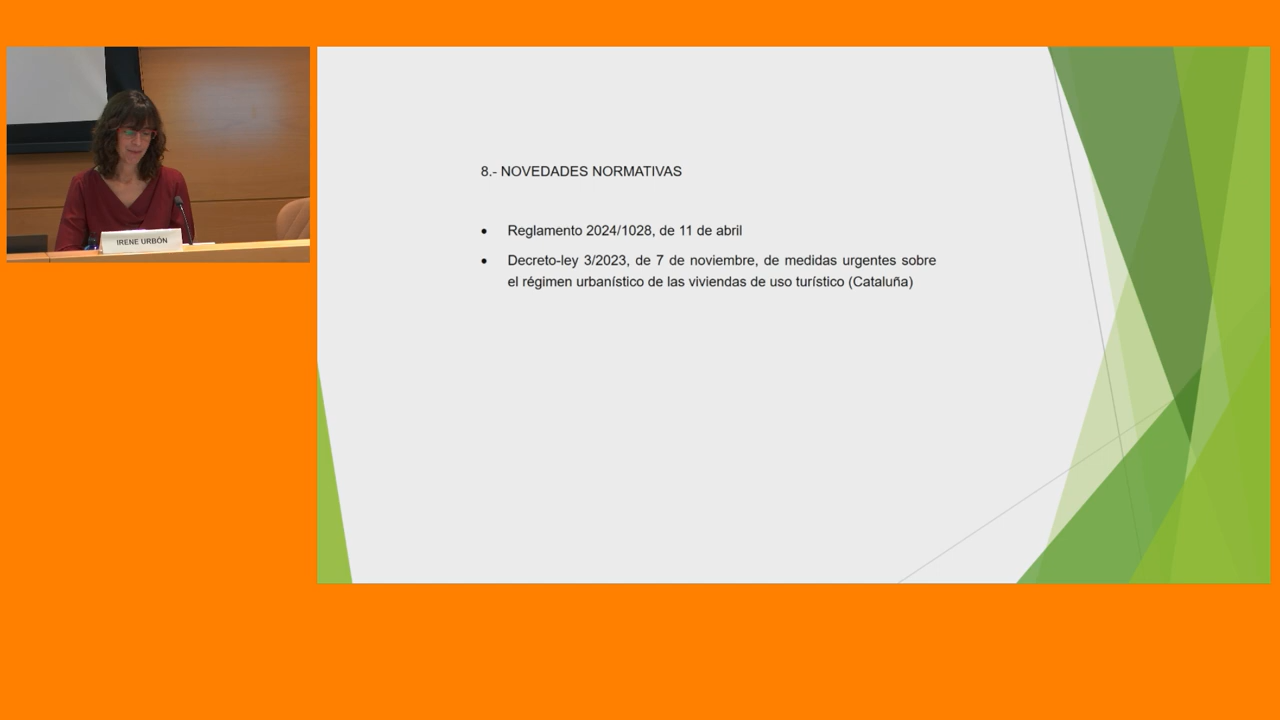 IRENE URBÓN
8.- NOVEDADES NORMATIVAS
• Reglamento 2024/1028, de 11 de abril
• Decreto-ley 3/2023, de 7 de noviembre, de medidas urgentes sobre
el régimen urbanístico de las viviendas de uso turístico (Cataluña)